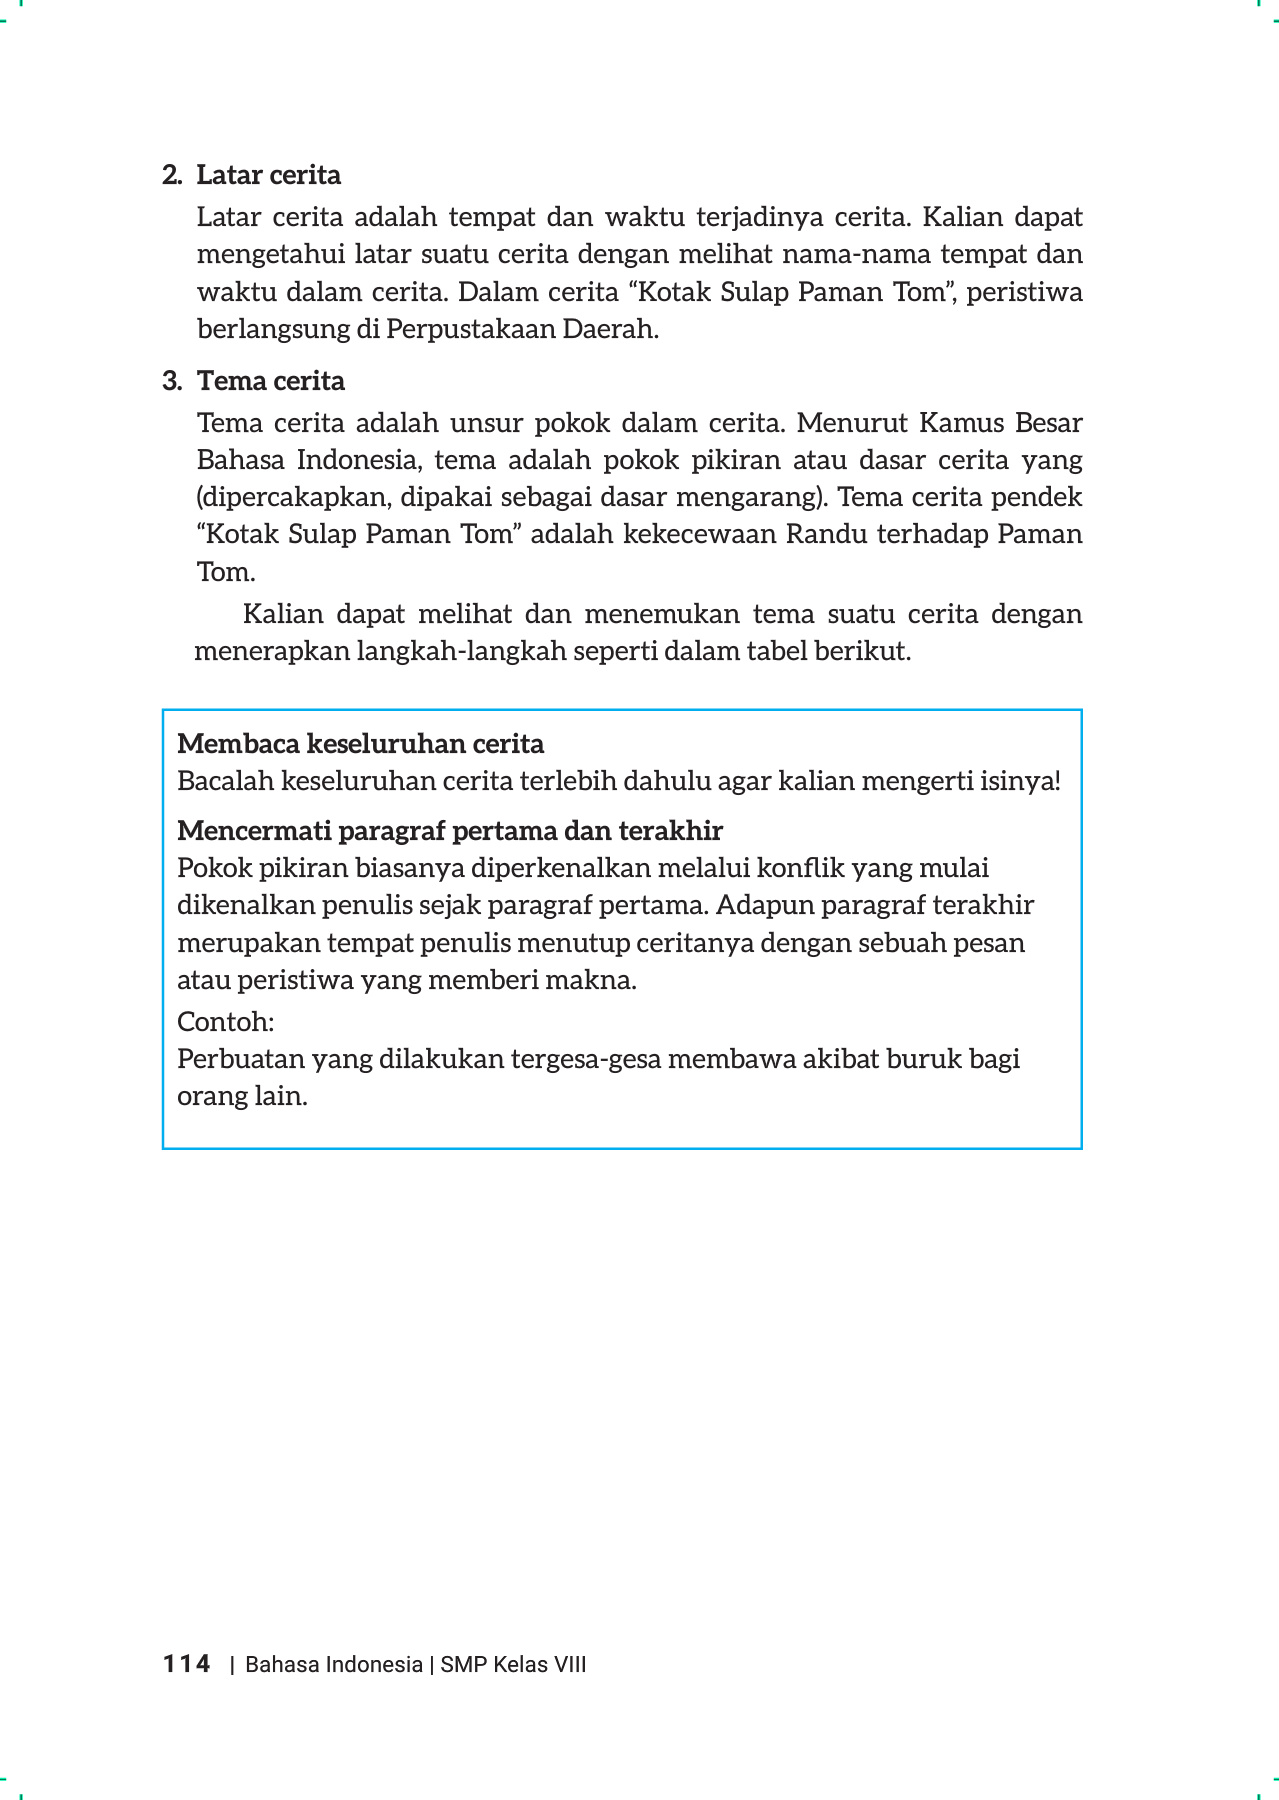 2. Latar cerita
Latar cerita adalah tempat dan waktu terjadinya cerita. Kalian dapat
mengetahui latar suatu cerita dengan melihat nama-nama tempat dan
waktu dalam cerita. Dalam cerita “Kotak Sulap Paman Tom”, peristiwa
berlangsung di Perpustakaan Daerah.
3. Tema cerita
Tema cerita adalah unsur pokok dalam cerita. Menurut Kamus Besar
Bahasa Indonesia, tema adalah pokok pikiran atau dasar cerita yang
(dipercakapkan, dipakai sebagai dasar mengarang). Tema cerita pendek
“Kotak Sulap Paman Tom” adalah kekecewaan Randu terhadap Paman
Tom.
Kalian dapat melihat dan menemukan tema suatu cerita dengan
menerapkan langkah-langkah seperti dalam tabel berikut.
Membaca keseluruhan cerita
Bacalah keseluruhan cerita terlebih dahulu agar kalian mengerti isinya!
Mencermati paragraf pertama dan terakhir
Pokok pikiran biasanya diperkenalkan melalui konflik yang mulai
dikenalkan penulis sejak paragraf pertama. Adapun paragraf terakhir
merupakan tempat penulis menutup ceritanya dengan sebuah pesan
atau peristiwa yang memberi makna.
Contoh:
Perbuatan yang dilakukan tergesa-gesa membawa akibat buruk bagi
orang lain.
114 | Bahasa Indonesia | SMP Kelas VIII